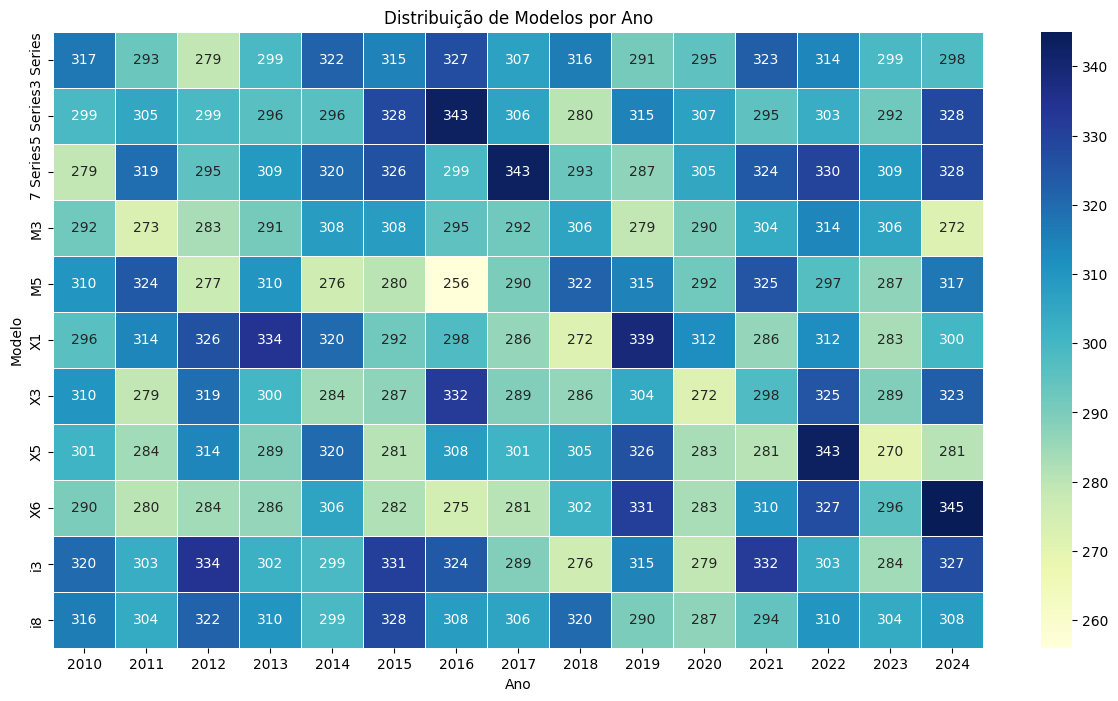 Distribuição de Modelos por Ano
3 Series 317 293 279 299 322 315 327 307 316 291 295 323 314 299 298
5 Series 299 305 299 296 296 328 343 306 280 315 307 295 303 292 328
7 Series 279 319 295 309 320 326 299 343 293 287 305 324 330 309 328
M3 292 273 283 291 308 308 295 292 306 279 290 304 314 306 272
M5 310 324 277 310 276 280 256 290 322 315 292 325 297 287 317
X1 296 314 326 334 320 292 298 286 272 339 312 286 312 283 300
X3 310 279 319 300 284 287 332 289 286 304 272 298 325 289 323
X5 301 284 314 289 320 281 308 301 305 326 283 281 343 270 281
X6 290 280 284 286 306 282 275 281 302 331 283 310 327 296 345
i3 320 303 334 302 299 331 324 289 276 315 279 332 303 284 327
i8 316 304 322 310 299 328 308 306 320 290 287 294 310 304 308
2010 2011 2012 2013 2014 2015 2016 2017 2018 2019 2020 2021 2022 2023 2024
Ano
Modelo
340
330
320
310
300
290
280
270
260